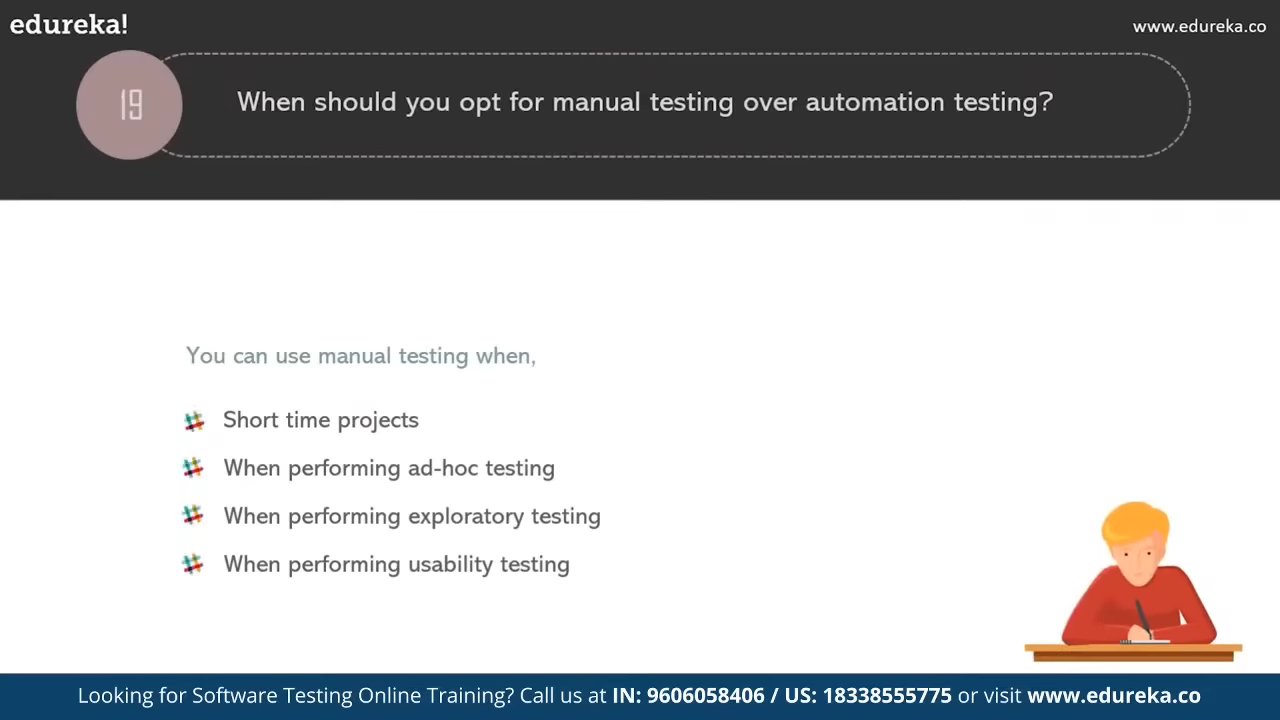 edureka!
www.edureka.co
19
When should you opt for manual testing over automation testing?
You can use manual testing when,
Short time projects
When performing ad-hoc testing
When performing exploratory testing
When performing usability testing
Looking for Software Testing Online Training? Call us at IN: 9606058406 / US: 18338555775 or visit www.edureka.co